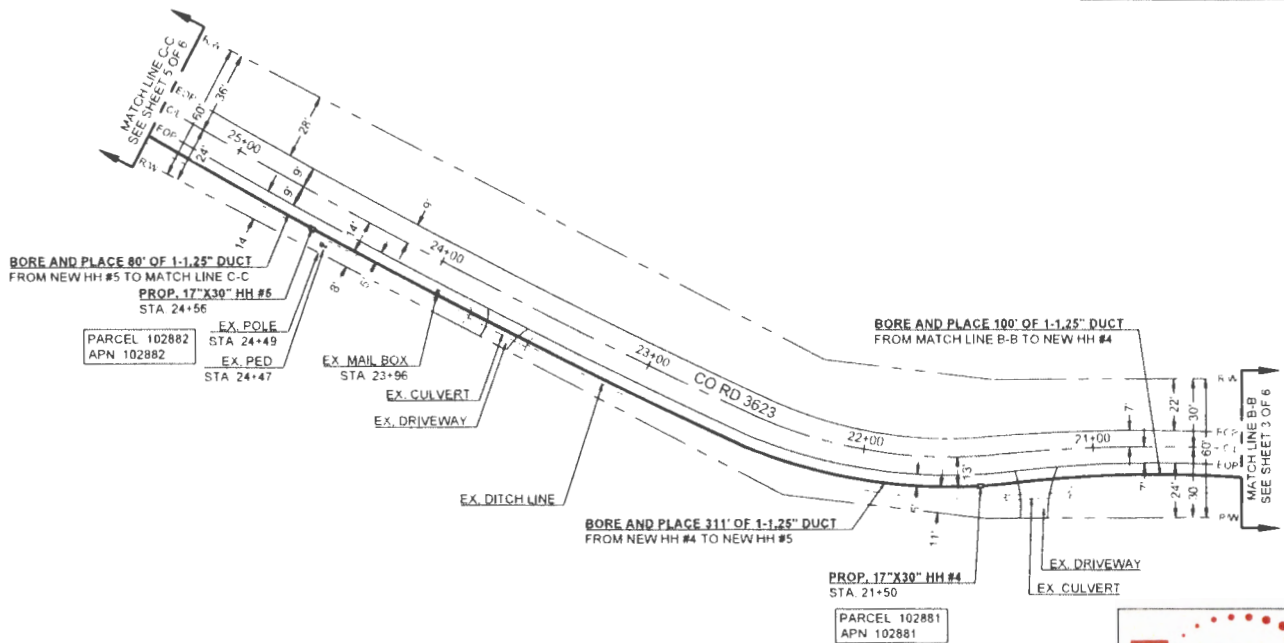 MATCH LINE C-C
SEE SHEET 5 OF 6
R/W
EOP
C/L
EOP
R/W
60'
36'
24'
28'
25+00
9'
9'
14
14'
9'
24+00
8'
BORE AND PLACE 80' OF 1-1.25" DUCT
FROM NEW HH #5 TO MATCH LINE C-C
PROP. 17"X30" HH #5
STA 24+56
EX. POLE
STA 24+49
EX. PED
STA 24+47
PARCEL 102882
APN 102882
EX. MAIL BOX
STA 23+96
EX. CULVERT
EX. DRIVEWAY
EX. DITCH LINE
23+00
CO RD 3623
22+00
BORE AND PLACE 100' OF 1-1.25" DUCT
FROM MATCH LINE B-B TO NEW HH #4
21+00
7'
22'
30'
R/W
EOP
C/L
EOP
60'
7'
24'
30
R/W
MATCH LINE B-B
SEE SHEET 3 OF 6
13'
11'
BORE AND PLACE 311' OF 1-1.25" DUCT
FROM NEW HH #4 TO NEW HH #5
PROP. 17"X30" HH #4
STA. 21+50
PARCEL 102881
APN 102881
EX. DRIVEWAY
EX. CULVERT